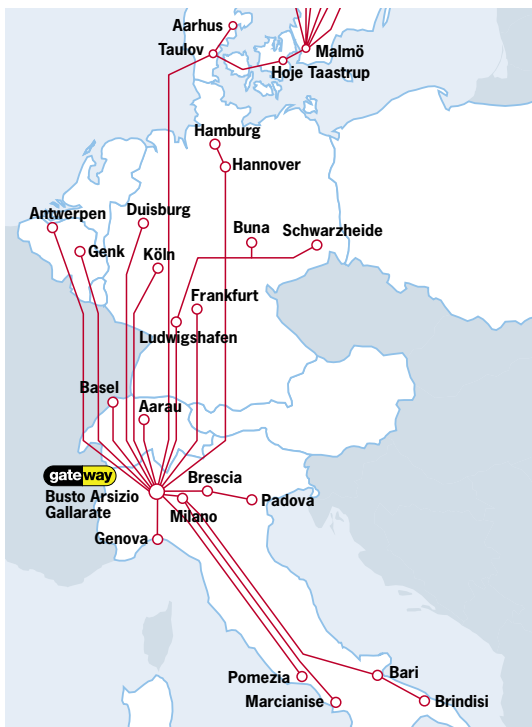 Aarhus
Taulov
Malmö
Hoje Taastrup
Hamburg
Hannover
Antwerpen
Duisburg
Buna
Schwarzheide
Genk
Köln
Frankfurt
Ludwigshafen
Basel
Aarau
gateway
Busto Arsizio
Gallarate
Brescia
Padova
Milano
Genova
Pomezia
Bari
Marcianise
Brindisi